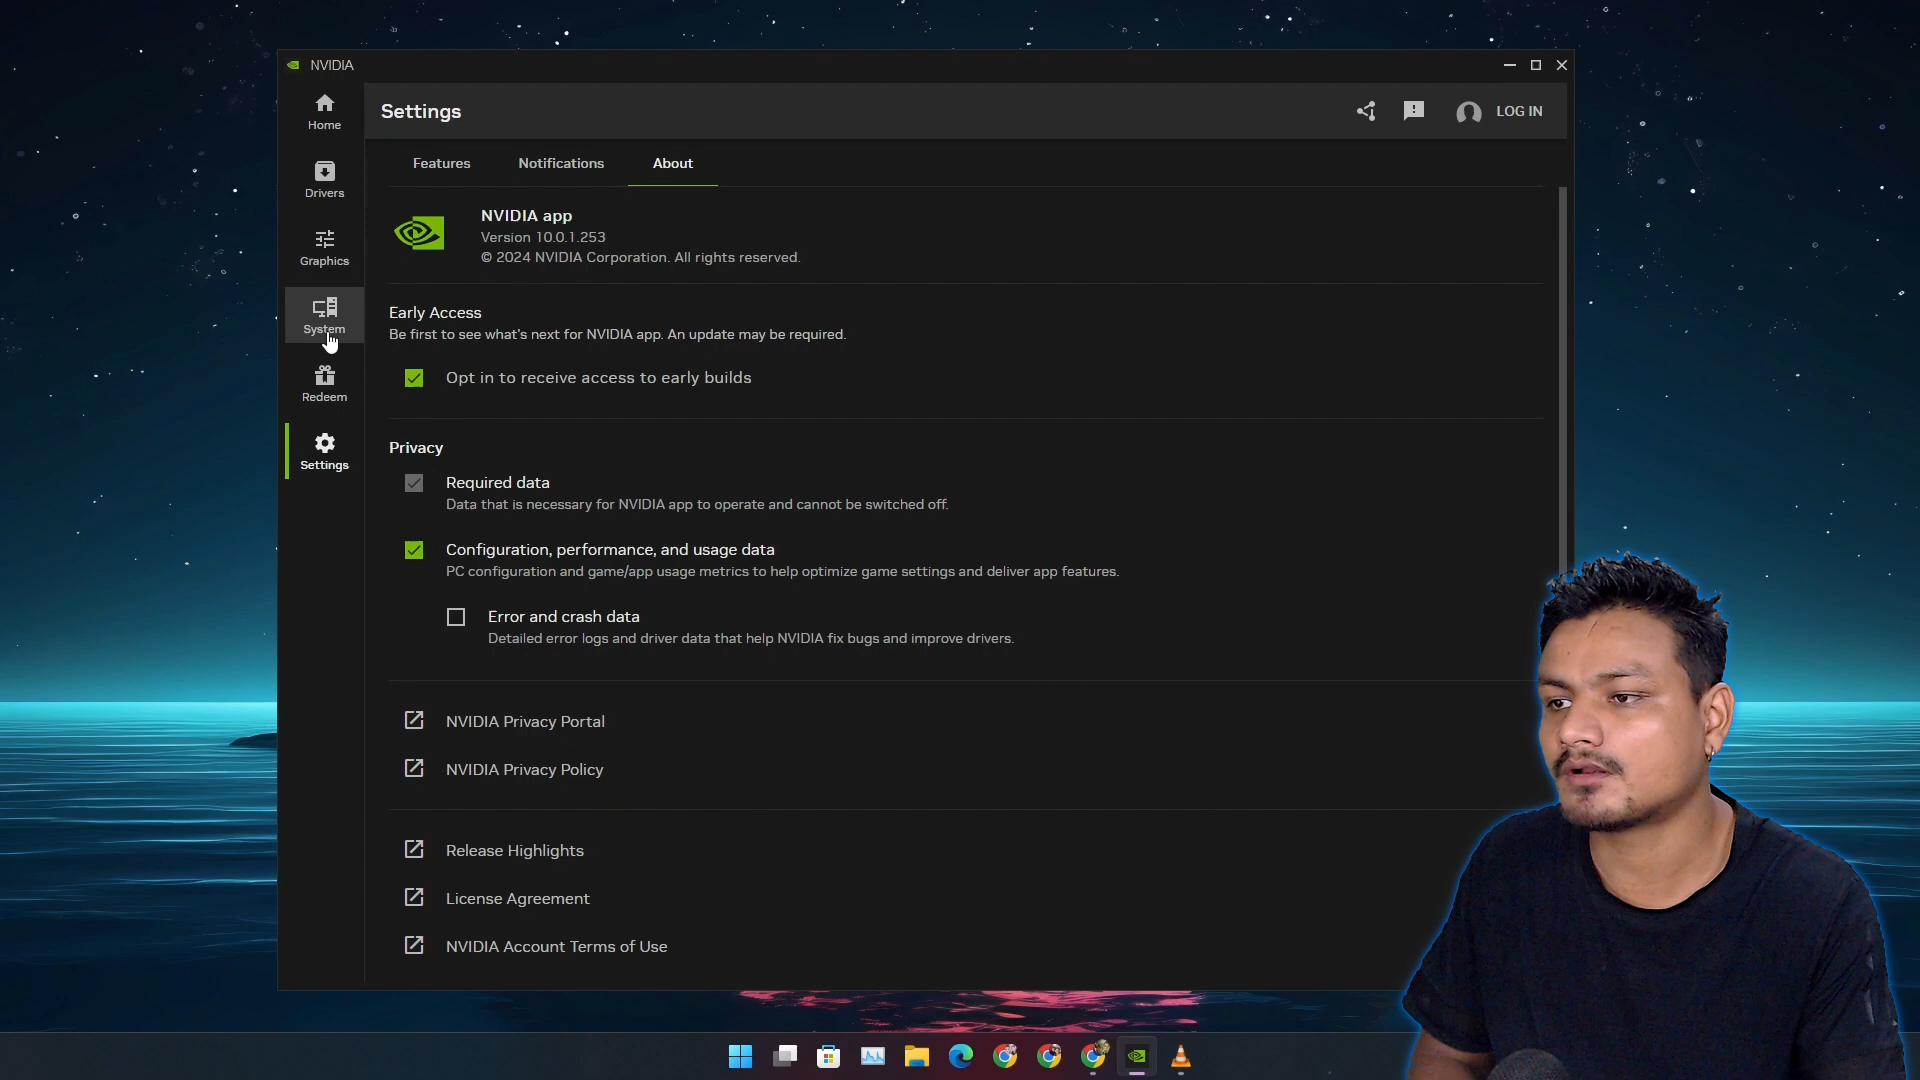 NVIDIA
Home
Drivers
Graphics
System
Redeem
Settings
Settings
LOG IN
Features
Notifications
About
NVIDIA app
Version 10.0.1.253
© 2024 NVIDIA Corporation. All rights reserved.
Early Access
Be first to see what's next for NVIDIA app. An update may be required.
Opt in to receive access to early builds
Privacy
Required data
Data that is necessary for NVIDIA app to operate and cannot be switched off.
Configuration, performance, and usage data
PC configuration and game/app usage metrics to help optimize game settings and deliver app features.
Error and crash data
Detailed error logs and driver data that help NVIDIA fix bugs and improve drivers.
NVIDIA Privacy Portal
NVIDIA Privacy Policy
Release Highlights
License Agreement
NVIDIA Account Terms of Use